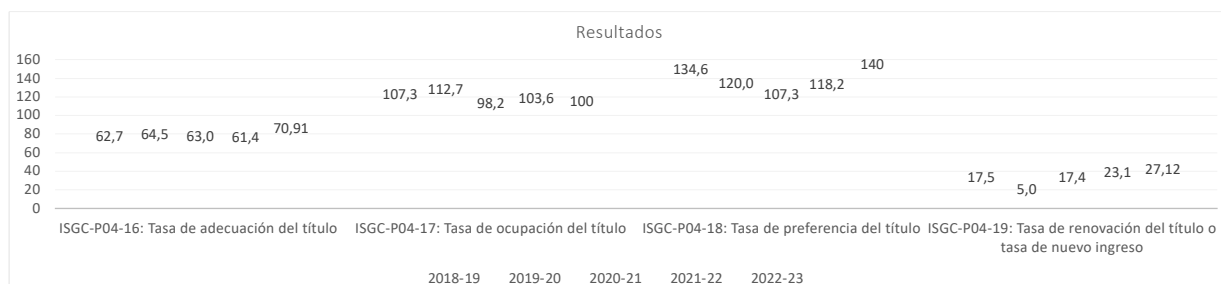 Resultados
160
140
120
100
80
60
40
20
0
62,7 64,5 63,0 61,4 70,91
107,3 112,7 98,2 103,6 100
134,6 120,0 107,3 118,2 140
17,5 5,0 17,4 23,1 27,12
ISGC-P04-16: Tasa de adecuación del título
ISGC-P04-17: Tasa de ocupación del título
ISGC-P04-18: Tasa de preferencia del título
ISGC-P04-19: Tasa de renovación del título o
tasa de nuevo ingreso
2018-19 2019-20 2020-21 2021-22 2022-23